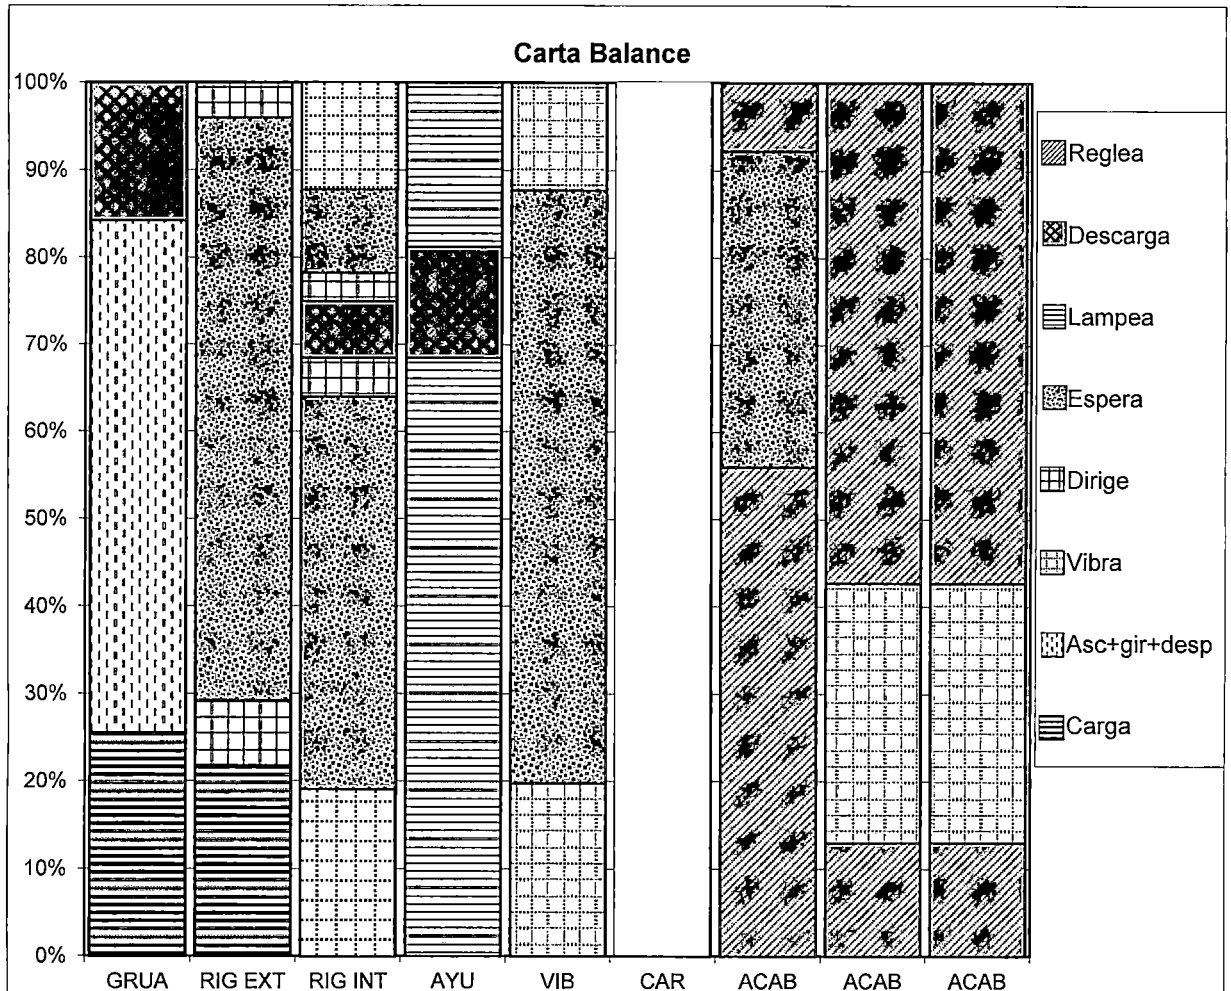 Carta Balance
100%
90%
80%
70%
60%
50%
40%
30%
20%
10%
0%
GRUA RIG EXT RIG INT AYU VIB CAR ACAB ACAB ACAB
Reglea
Descarga
Lampea
Espera
Dirige
Vibra
Asc+gir+desp
Carga